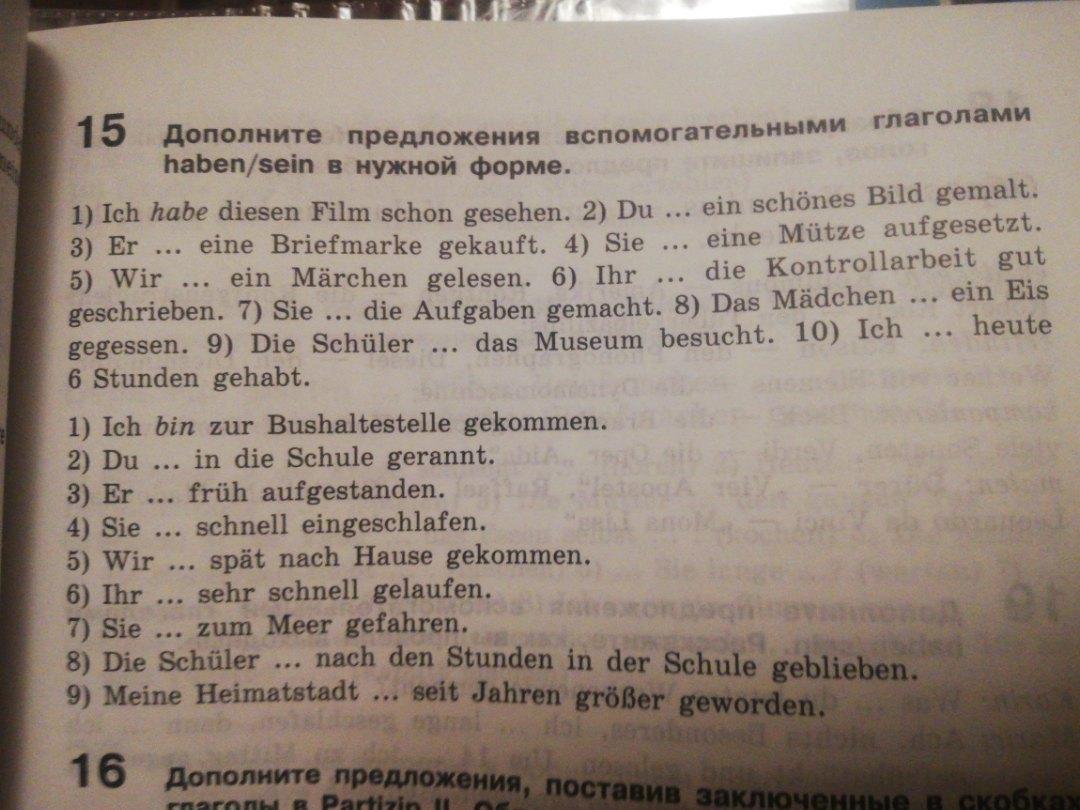 15 Дополните предложения вспомогательными глаголами
haben/sein в нужной форме.
1) Ich habe diesen Film schon gesehen. 2) Du ... ein schönes Bild gemalt.
3) Er ... eine Briefmarke gekauft. 4) Sie ... eine Mütze aufgesetzt.
5) Wir ... ein Märchen gelesen. 6) Ihr ... die Kontrollarbeit gut
geschrieben. 7) Sie ... die Aufgaben gemacht. 8) Das Mädchen ... ein Eis
gegessen. 9) Die Schüler ... das Museum besucht. 10) Ich ... heute
6 Stunden gehabt.
1) Ich bin zur Bushaltestelle gekommen.
2) Du ... in die Schule gerannt.
3) Er ... früh aufgestanden.
4) Sie ... schnell eingeschlafen.
5) Wir ... spät nach Hause gekommen.
6) Ihr ... sehr schnell gelaufen.
7) Sie ... zum Meer gefahren.
8) Die Schüler ... nach den Stunden in der Schule geblieben.
9) Meine Heimatstadt ... seit Jahren größer geworden.
16 Дополните предложения, поставив заключенные в скобках
глаголы в Partizip II.